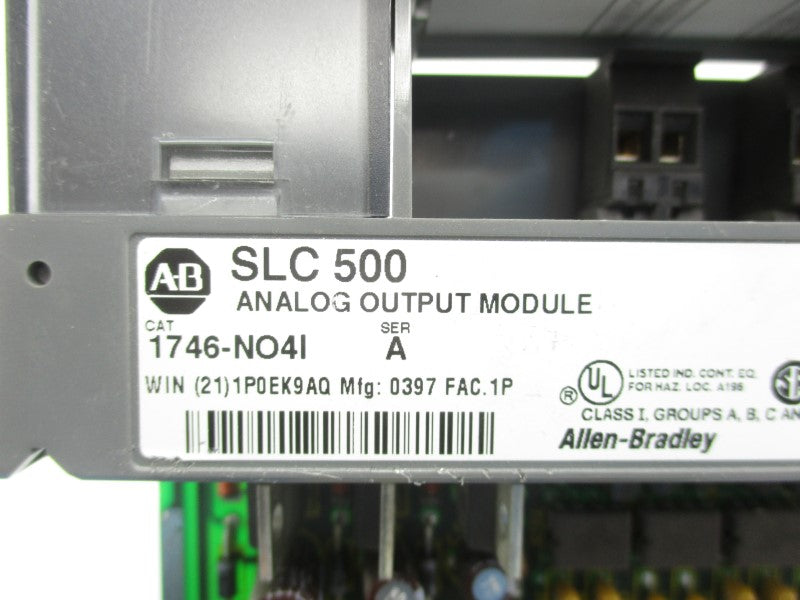 A-B
SLC 500
ANALOG OUTPUT MODULE
CAT SER
1746-NO4I A
WIN (21)1P0EK9AQ Mfg: 0397 FAC.1P
® UL LISTED IND. CONT. EQ.
FOR HAZ. LOC. A196
CLASS I, GROUPS A, B, C
Allen-Bradley